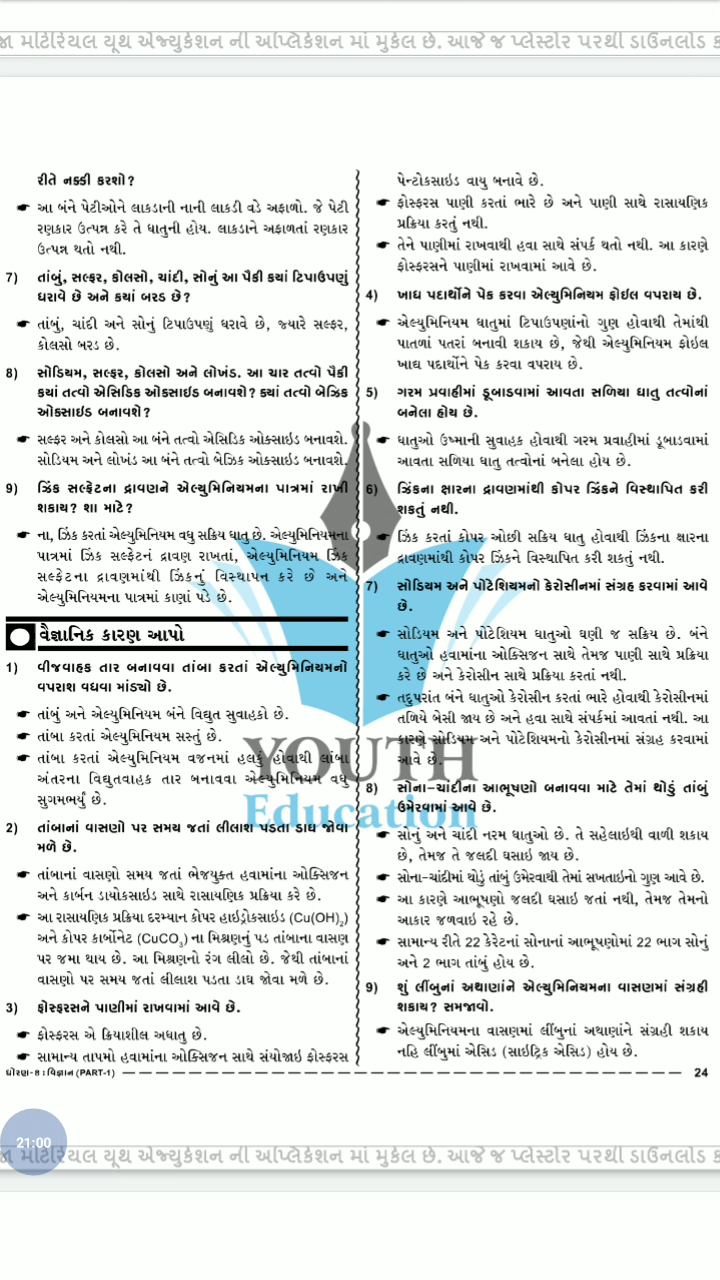 જા મટિરિયલ યૂથ એજ્યુકેશન ની અપ્લિકેશન માં મુકેલ છે. આજે જ પ્લેસ્ટોર પરથી ડાઉનલોડ ક
રીતે નક્કી કરશો?
☛ આ બંને પેટીઓને લાકડાની નાની લાકડી વડે અફાળો. જે પેટી
રણકાર ઉત્પન્ન કરે તે ધાતુની હોય. લાકડાને અફાળતાં રણકાર
ઉત્પન્ન થતો નથી.
7) તાંબું, સલ્ફર, કોલસો, ચાંદી, સોનું આ પૈકી કયાં ટિપાઉપણું
ધરાવે છે અને કયાં બરડ છે?
☛ તાંબું, ચાંદી અને સોનું ટિપાઉપણું ધરાવે છે, જ્યારે સલ્ફર,
કોલસો બરડ છે.
8) સોડિયમ, સલ્ફર, કોલસો અને લોખંડ. આ ચાર તત્વો પૈકી
કયાં તત્વો એસિડિક ઓક્સાઇડ બનાવશે? ક્યાં તત્વો બેઝિક
ઓક્સાઇડ બનાવશે?
☛ સલ્ફર અને કોલસો આ બંને તત્વો એસિડિક ઓક્સાઇડ બનાવશે.
સોડિયમ અને લોખંડ આ બંને તત્વો બેઝિક ઓક્સાઇડ બનાવશે.
9) ઝિંક સલ્ફેટના દ્રાવણને એલ્યુમિનિયમના પાત્રમાં રાખી
શકાય? શા માટે?
☛ ના, ઝિંક કરતાં એલ્યુમિનિયમ વધુ સક્રિય ધાતુ છે. એલ્યુમિનિયમના
પાત્રમાં ઝિંક સલ્ફેટનં દ્રાવણ રાખતાં, એલ્યુમિનિયમ ઝિંક
સલ્ફેટના દ્રાવણમાંથી ઝિંકનું વિસ્થાપન કરે છે અને
એલ્યુમિનિયમના પાત્રમાં કાણાં પડે છે.
વૈજ્ઞાનિક કારણ આપો
1) વીજવાહક તાર બનાવવા તાંબા કરતાં એલ્યુમિનિયમનો
વપરાશ વધવા માંડ્યો છે.
☛ તાંબું અને એલ્યુમિનિયમ બંને વિદ્યુત સુવાહકો છે.
☛ તાંબા કરતાં એલ્યુમિનિયમ સસ્તું છે.
☛ તાંબા કરતાં એલ્યુમિનિયમ વજનમાં હલકું હોવાથી લાંબા
અંતરના વિદ્યુતવાહક તાર બનાવવા એલ્યુમિનિયમ વધુ
સુગમભર્યું છે.
2) તાંબાનાં વાસણો પર સમય જતાં લીલાશ પડતા ડાઘ જોવા
મળે છે.
☛ તાંબાનાં વાસણો સમય જતાં ભેજયુક્ત હવામાંના ઓક્સિજન
અને કાર્બન ડાયોકસાઇડ સાથે રાસાયણિક પ્રક્રિયા કરે છે.
☛ આ રાસાયણિક પ્રક્રિયા દરમ્યાન કોપર હાઇડ્રોક્સાઇડ (Cu(OH)₂)
અને કોપર કાર્બોનેટ (CuCO₃) ના મિશ્રણનું પડ તાંબાના વાસણ
પર જમા થાય છે. આ મિશ્રણનો રંગ લીલો છે. જેથી તાંબાનાં
વાસણો પર સમય જતાં લીલાશ પડતા ડાઘ જોવા મળે છે.
3) ફોસ્ફરસને પાણીમાં રાખવામાં આવે છે.
☛ ફોસ્ફરસ એ ક્રિયાશીલ અધાતુ છે.
☛ સામાન્ય તાપમો હવામાંના ઓક્સિજન સાથે સંયોજાઇ ફોસ્ફરસ
પેન્ટોકસાઇડ વાયુ બનાવે છે.
☛ ફોસ્ફરસ પાણી કરતાં ભારે છે અને પાણી સાથે રાસાયણિક
પ્રક્રિયા કરતું નથી.
☛ તેને પાણીમાં રાખવાથી હવા સાથે સંપર્ક થતો નથી. આ કારણે
ફોસ્ફરસને પાણીમાં રાખવામાં આવે છે.
4) ખાદ્ય પદાર્થોને પેક કરવા એલ્યુમિનિયમ ફોઇલ વપરાય છે.
☛ એલ્યુમિનિયમ ધાતુમાં ટિપાઉપણાંનો ગુણ હોવાથી તેમાંથી
પાતળાં પતરાં બનાવી શકાય છે, જેથી એલ્યુમિનિયમ ફોઇલ
ખાદ્ય પદાર્થોને પેક કરવા વપરાય છે.
5) ગરમ પ્રવાહીમાં ડૂબાડવામાં આવતા સળિયા ધાતુ તત્વોનાં
બનેલા હોય છે.
☛ ધાતુઓ ઉષ્માની સુવાહક હોવાથી ગરમ પ્રવાહીમાં ડૂબાડવામાં
આવતા સળિયા ધાતુ તત્વોનાં બનેલા હોય છે.
6) ઝિંકના ક્ષારના દ્રાવણમાંથી કોપર ઝિંકને વિસ્થાપિત કરી
શકતું નથી.
☛ ઝિંક કરતાં કોપર ઓછી સક્રિય ધાતુ હોવાથી ઝિંકના ક્ષારના
દ્રાવણમાંથી કોપર ઝિંકને વિસ્થાપિત કરી શકતું નથી.
7) સોડિયમ અને પોટેશિયમનો કેરોસીનમાં સંગ્રહ કરવામાં આવે
છે.
☛ સોડિયમ અને પોટેશિયમ ધાતુઓ ઘણી જ સક્રિય છે. બંને
ધાતુઓ હવામાંના ઓક્સિજન સાથે તેમજ પાણી સાથે પ્રક્રિયા
કરે છે અને કેરોસીન સાથે પ્રક્રિયા કરતાં નથી.
☛ તદુપરાંત બંને ધાતુઓ કેરોસીન કરતાં ભારે હોવાથી કેરોસીનમાં
તળિયે બેસી જાય છે અને હવા સાથે સંપર્કમાં આવતાં નથી. આ
કારણે સોડિયમ અને પોટેશિયમનો કેરોસીનમાં સંગ્રહ કરવામાં
આવે છે.
8) સોના-ચાંદીના આભૂષણો બનાવવા માટે તેમાં થોડું તાંબું
ઉમેરવામાં આવે છે.
☛ સોનું અને ચાંદી નરમ ધાતુઓ છે. તે સહેલાઇથી વાળી શકાય
છે, તેમજ તે જલદી ઘસાઇ જાય છે.
☛ સોના-ચાંદીમાં થોડું તાંબું ઉમેરવાથી તેમાં સખતાઇનો ગુણ આવે છે.
☛ આ કારણે આભૂષણો જલદી ઘસાઇ જતાં નથી, તેમજ તેમનો
આકાર જળવાઇ રહે છે.
☛ સામાન્ય રીતે 22 કેરેટનાં સોનાનાં આભૂષણોમાં 22 ભાગ સોનું
અને 2 ભાગ તાંબું હોય છે.
9) શું લીંબુનાં અથાણાંને એલ્યુમિનિયમના વાસણમાં સંગ્રહી
શકાય? સમજાવો.
☛ એલ્યુમિનિયમના વાસણમાં લીંબુનાં અથાણાંને સંગ્રહી શકાય
નહિ લીંબુમાં એસિડ (સાઇટ્રિક એસિડ) હોય છે.
YOUTH
Education
ધોરણ-8 : વિજ્ઞાન (PART-1) 24
21:00
જા મટિરિયલ યૂથ એજ્યુકેશન ની અપ્લિકેશન માં મુકેલ છે. આજે જ પ્લેસ્ટોર પરથી ડાઉનલોડ ક